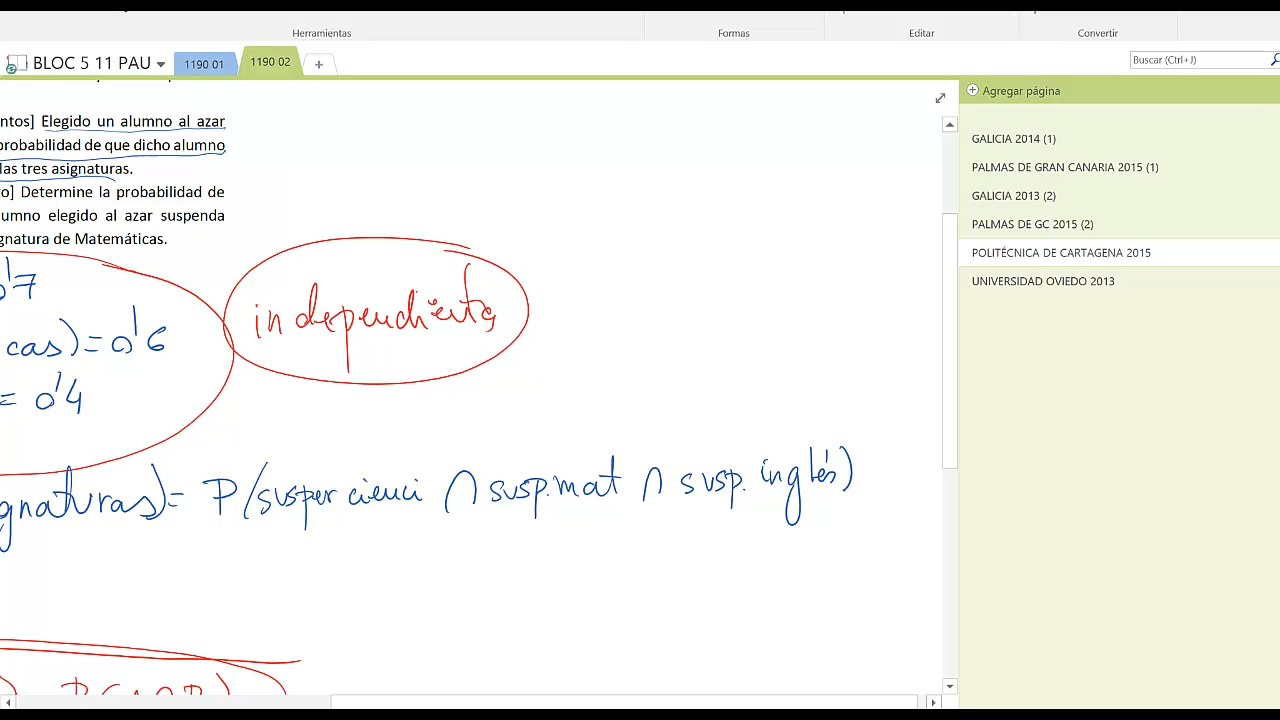 Herramientas Formas Editar Convertir
BLOC 5 11 PAU 1190 01 1190 02 + Buscar (Ctrl+J)
Agregar página
GALICIA 2014 (1)
PALMAS DE GRAN CANARIA 2015 (1)
GALICIA 2013 (2)
PALMAS DE GC 2015 (2)
POLITÉCNICA DE CARTAGENA 2015
UNIVERSIDAD OVIEDO 2013
ntos] Elegido un alumno al azar
probabilidad de que dicho alumno
las tres asignaturas.
to] Determine la probabilidad de
lumno elegido al azar suspenda
gnatura de Matemáticas.
0'7
cas) = 0'6
= 0'4
independiente
gnaturas) = P(susper cienci ∩ susp.mat ∩ susp. inglés)